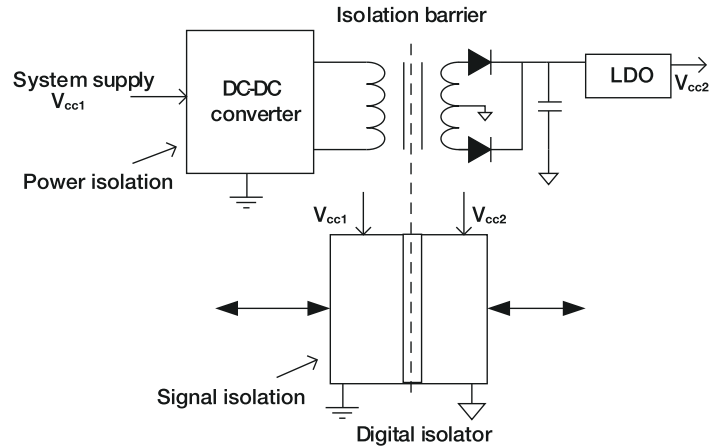 Isolation barrier
System supply
Vcc1
DC-DC
converter
LDO
Vcc2
Power isolation
Vcc1
Vcc2
Signal isolation
Digital isolator